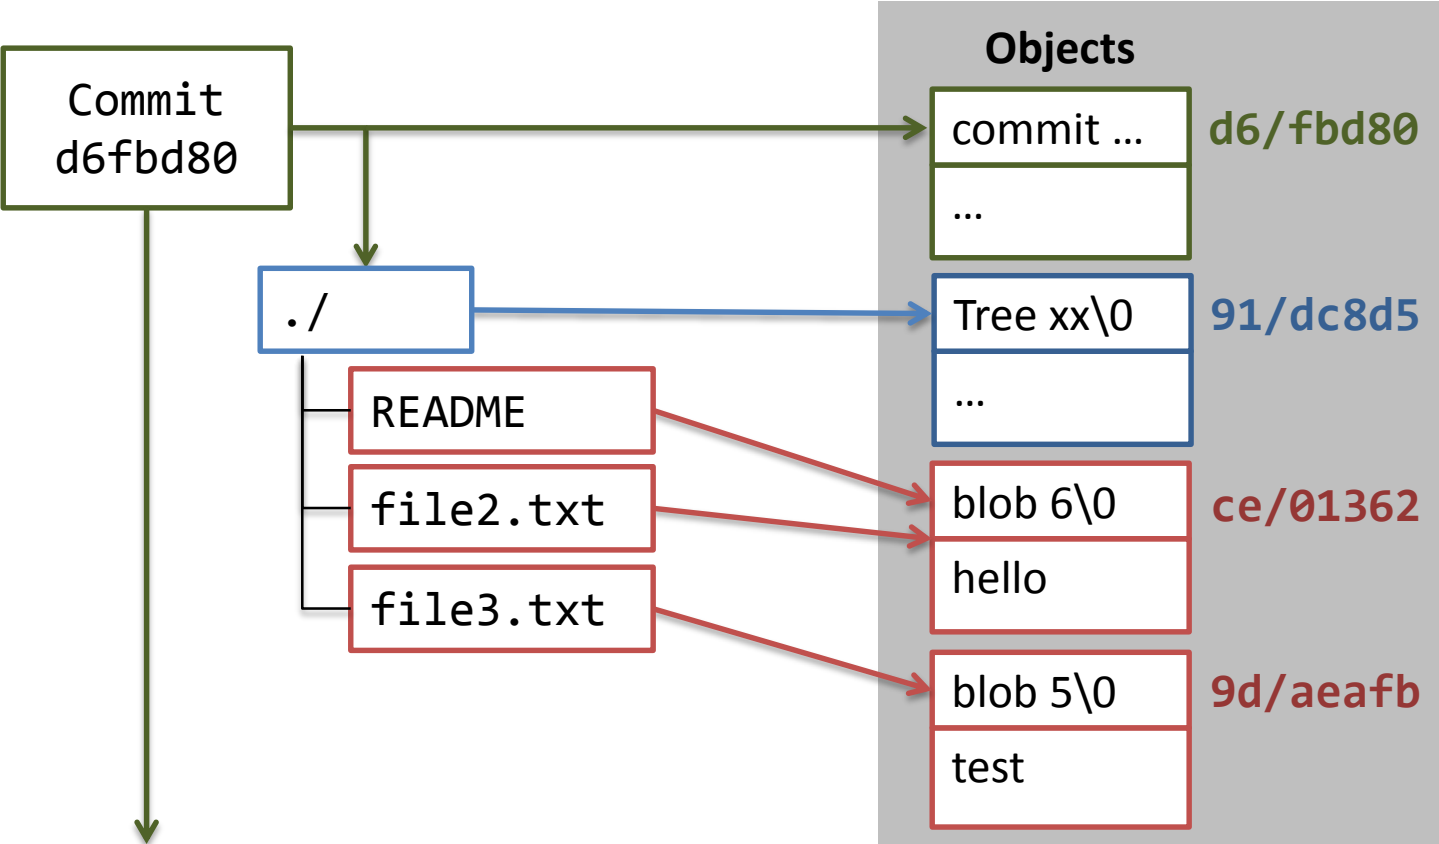 Objects
Commit
d6fbd80
commit ...
d6/fbd80
...
./
Tree xx\0
91/dc8d5
...
README
file2.txt
file3.txt
blob 6\0
ce/01362
hello
blob 5\0
9d/aeafb
test